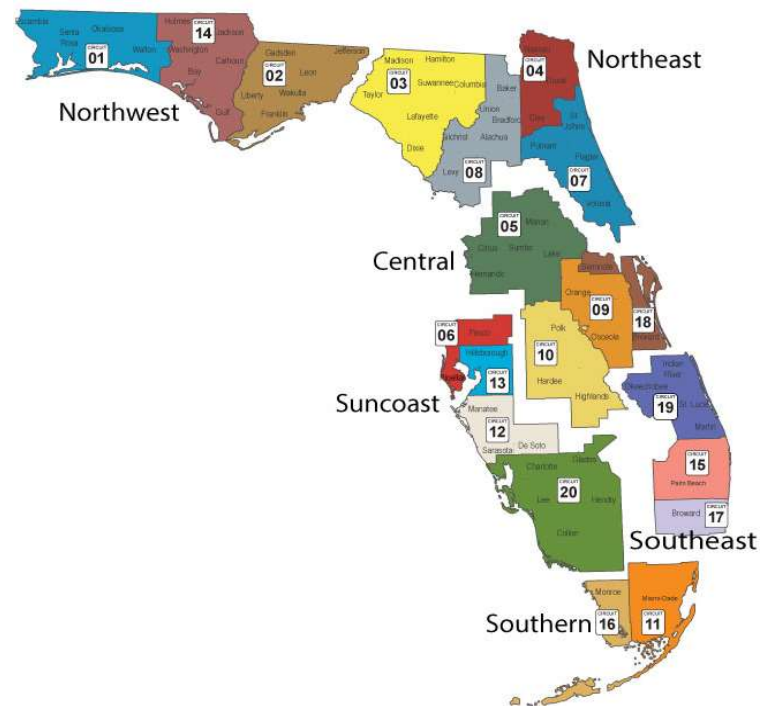 Escambia
Santa
Rosa
Okaloosa
Walton
CIRCUIT
01
Holmes
Jackson
Washington
Calhoun
Bay
Gulf
CIRCUIT
14
Northwest
Gadsden
Jefferson
Leon
Liberty
Wakulla
Franklin
CIRCUIT
02
Madison
Hamilton
Taylor
Suwannee
Columbia
Lafayette
Dixie
CIRCUIT
03
Baker
Union
Bradford
Gilchrist
Alachua
Levy
CIRCUIT
08
Nassau
Duval
Clay
CIRCUIT
04
Northeast
St
Johns
Putnam
Flagler
Volusia
CIRCUIT
07
Central
Marion
Citrus
Sumter
Lake
Hernando
CIRCUIT
05
Seminole
Orange
Osceola
CIRCUIT
09
Brevard
CIRCUIT
18
Polk
Hardee
Highlands
CIRCUIT
10
Pasco
Pinellas
CIRCUIT
06
Hillsborough
CIRCUIT
13
Suncoast
Manatee
Sarasota
De Soto
CIRCUIT
12
Indian
River
Okeechobee
St. Lucie
Martin
CIRCUIT
19
CIRCUIT
15
Palm Beach
Broward
CIRCUIT
17
Southeast
Charlotte
Glades
Lee
Hendry
Collier
CIRCUIT
20
Southern
Monroe
CIRCUIT
16
Miami-Dade
CIRCUIT
11